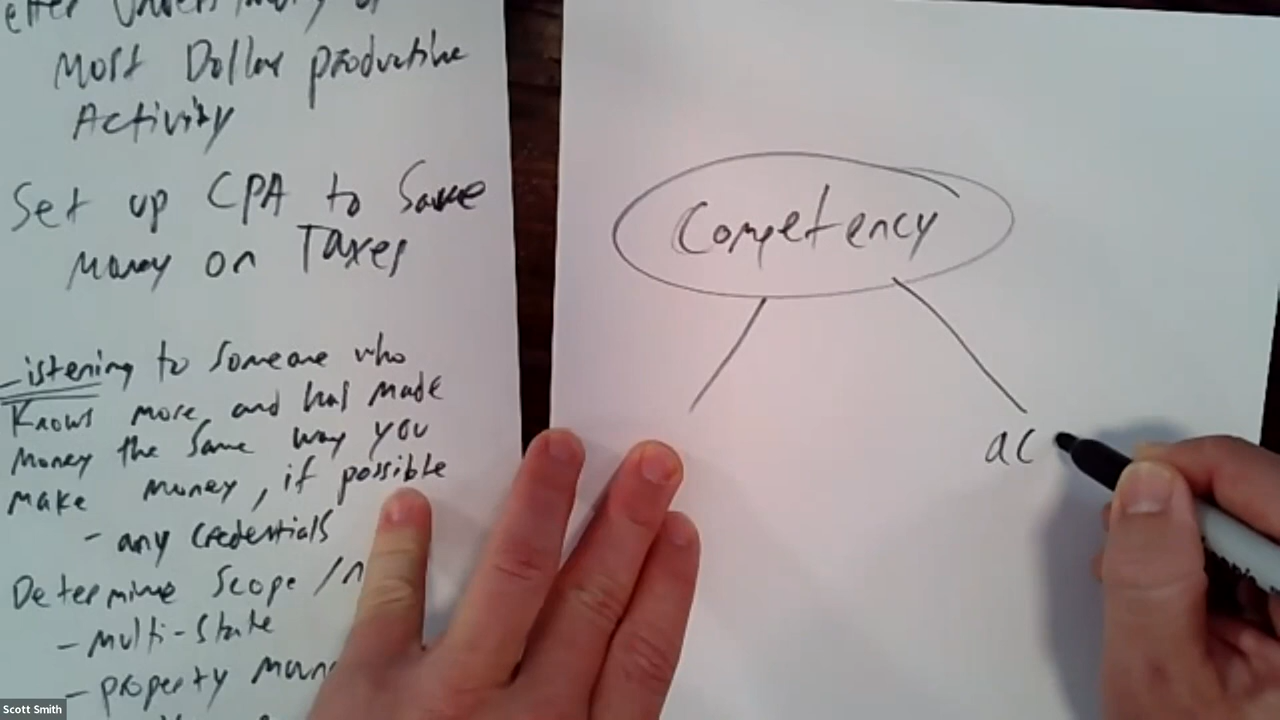 Most Dollar productive
Activity
Set up CPA to Save
Money on Taxes
Listening to Someone who
Knows more and has made
Money the Same way you
make money, if possible
- any credentials
Determine Scope /
- multi-State
- property
Competency
ac
Scott Smith